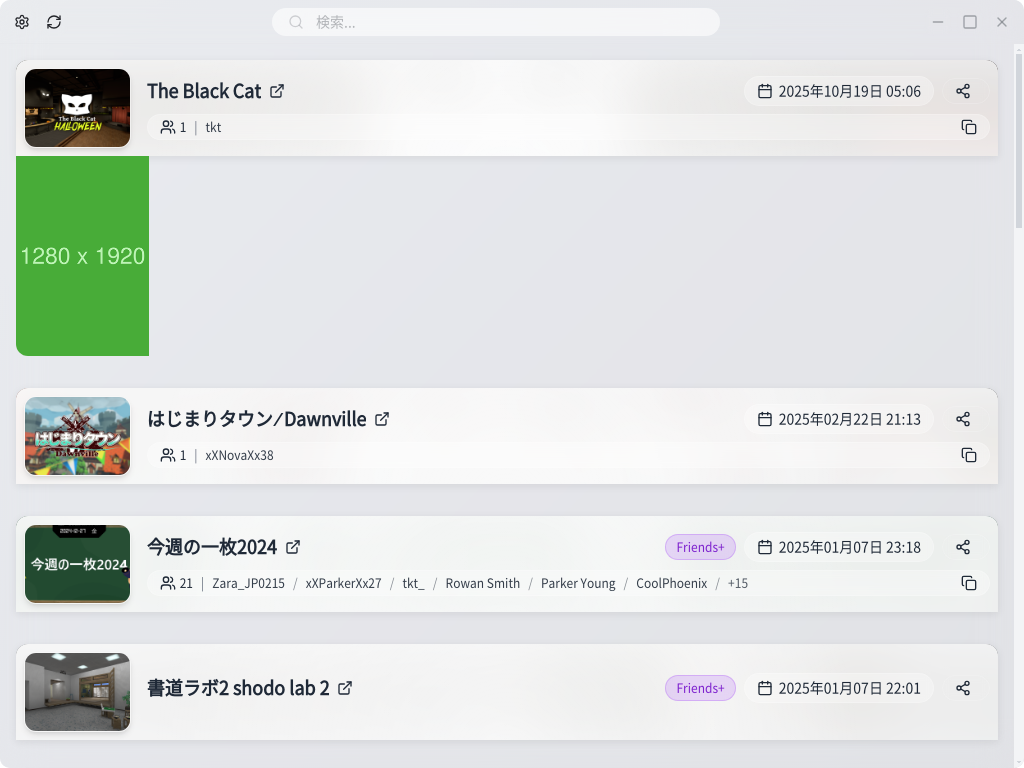 検索...
The Black Cat
HALLOWEEN
The Black Cat
2025年10月19日 05:06
1 | tkt
1280 x 1920
はじまりタウン
Dawnville
はじまりタウン/Dawnville
2025年02月22日 21:13
1 | xXNovaXx38
今週の一枚2024
今週の一枚2024
Friends+
2025年01月07日 23:18
21 | Zara_JP0215 / xXParkerXx27 / tkt_ / Rowan Smith / Parker Young / CoolPhoenix / +15
書道ラボ2 shodo lab 2
Friends+
2025年01月07日 22:01